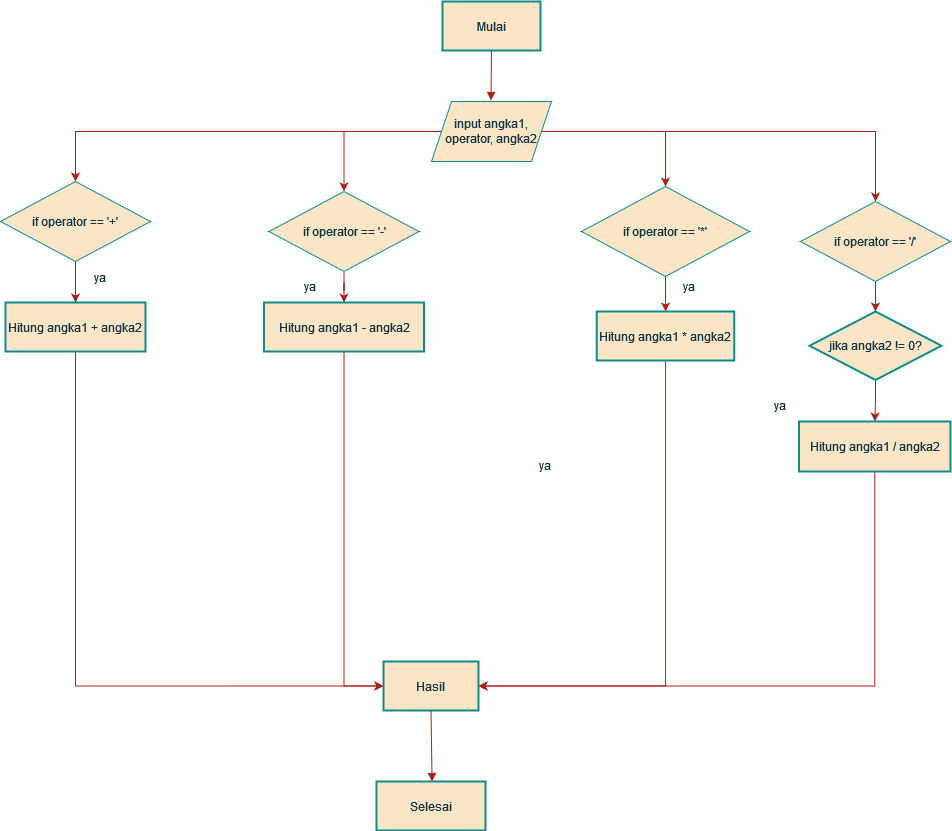 Mulai
input angka1,
operator, angka2
if operator == '+'
if operator == '-'
if operator == '*'
if operator == '/'
ya
ya
ya
Hitung angka1 + angka2
Hitung angka1 - angka2
Hitung angka1 * angka2
jika angka2 != 0?
ya
Hitung angka1 / angka2
ya
Hasil
Selesai